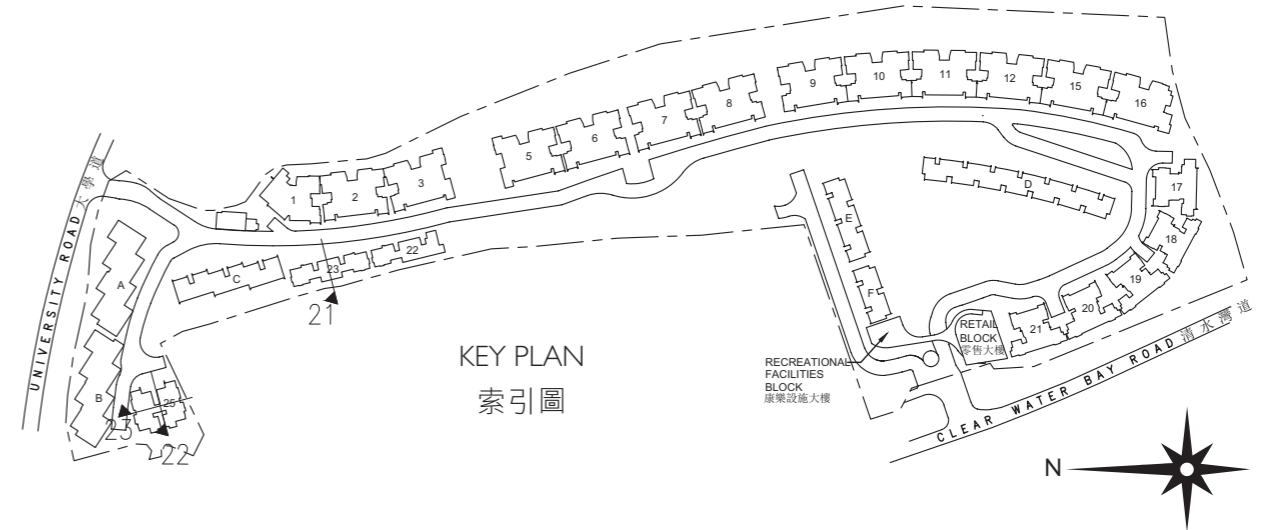 9
10
11
12
15
16
8
7
6
5
3
2
1
17
18
19
20
21
D
E
F
22
23
C
A
B
25
21
23
22
UNIVERSITY ROAD 大學道
KEY PLAN
索引圖
RETAIL
BLOCK
零售大樓
RECREATIONAL
FACILITIES
BLOCK
康樂設施大樓
CLEAR WATER BAY ROAD 清水灣道
N